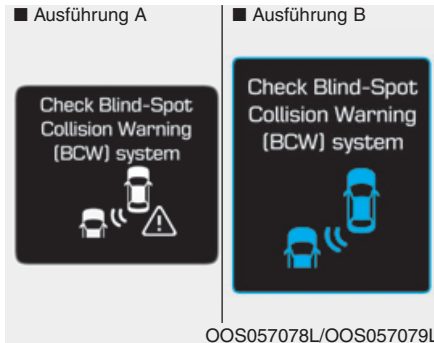 ■ Ausführung A
■ Ausführung B
Check Blind-Spot
Collision Warning
(BCW) system
Check Blind-Spot
Collision Warning
(BCW) system
OOS057078L/OOS057079L